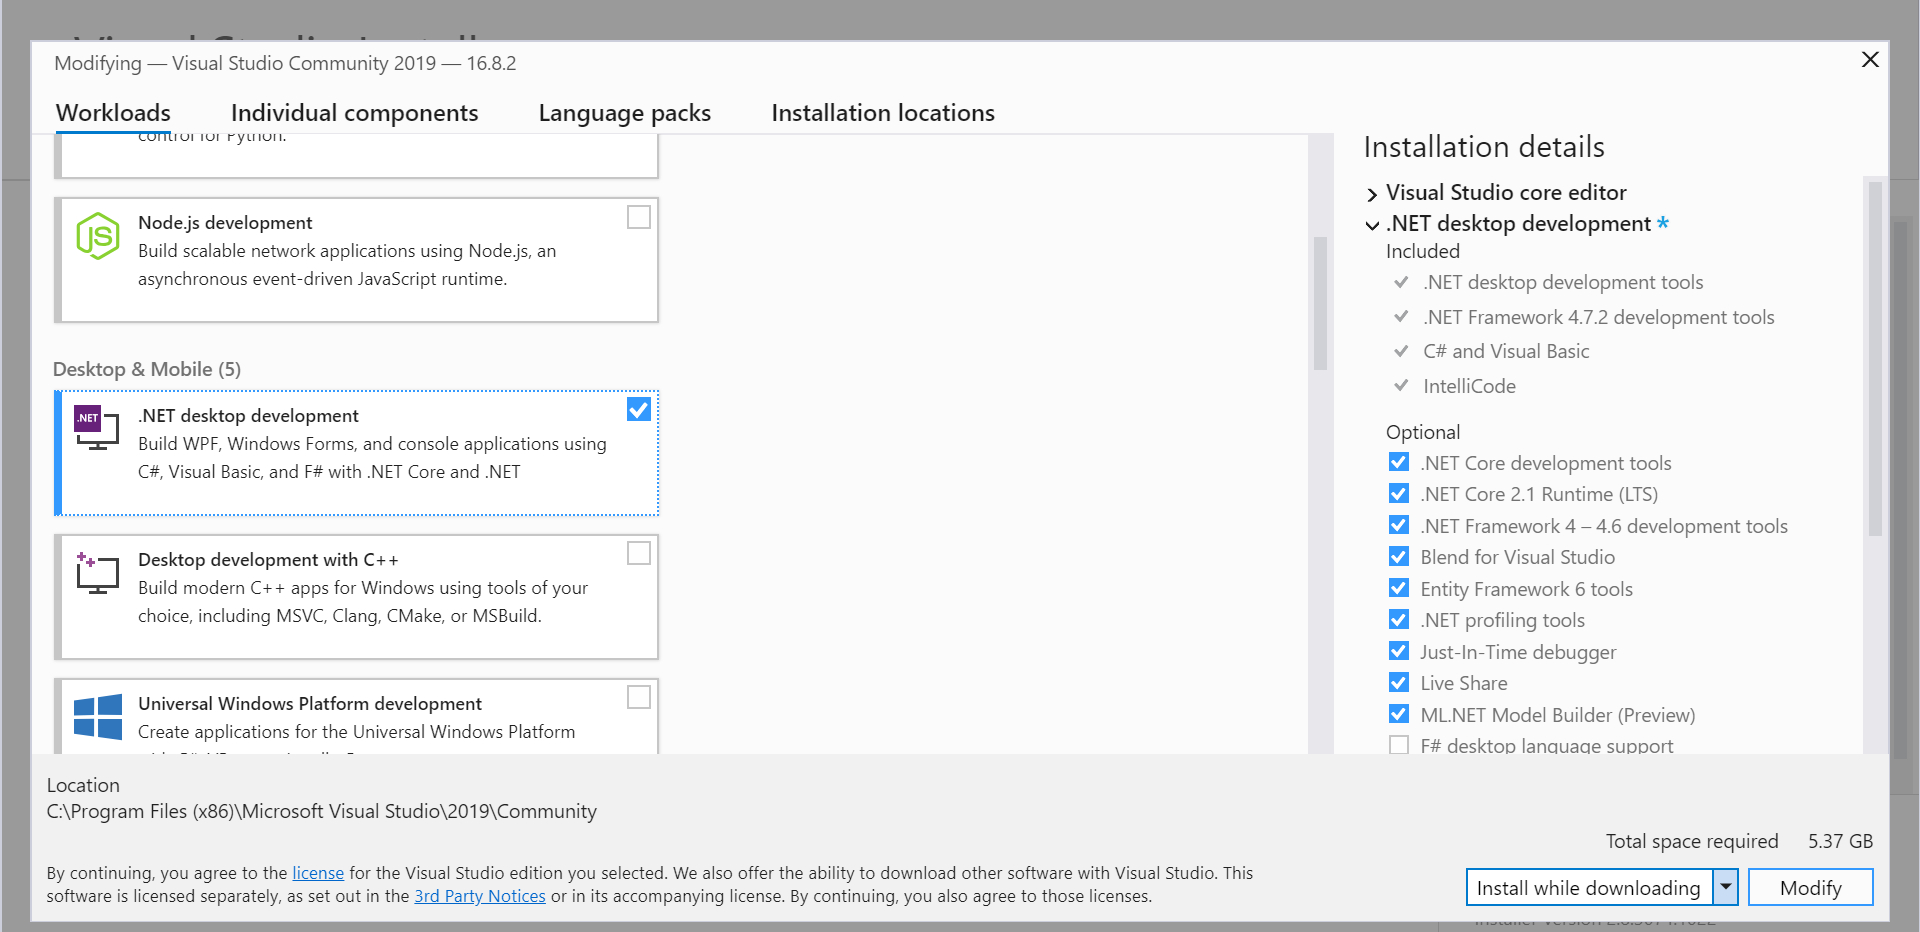 Modifying — Visual Studio Community 2019 — 16.8.2
Workloads
Individual components
Language packs
Installation locations
control for Python.
Node.js development
Build scalable network applications using Node.js, an
asynchronous event-driven JavaScript runtime.
Desktop & Mobile (5)
.NET
.NET desktop development
Build WPF, Windows Forms, and console applications using
C#, Visual Basic, and F# with .NET Core and .NET
Desktop development with C++
Build modern C++ apps for Windows using tools of your
choice, including MSVC, Clang, CMake, or MSBuild.
Universal Windows Platform development
Create applications for the Universal Windows Platform
Installation details
Visual Studio core editor
.NET desktop development *
Included
.NET desktop development tools
.NET Framework 4.7.2 development tools
C# and Visual Basic
IntelliCode
Optional
.NET Core development tools
.NET Core 2.1 Runtime (LTS)
.NET Framework 4 – 4.6 development tools
Blend for Visual Studio
Entity Framework 6 tools
.NET profiling tools
Just-In-Time debugger
Live Share
ML.NET Model Builder (Preview)
F# desktop language support
Location
C:\Program Files (x86)\Microsoft Visual Studio\2019\Community
Total space required 5.37 GB
By continuing, you agree to the license for the Visual Studio edition you selected. We also offer the ability to download other software with Visual Studio. This
software is licensed separately, as set out in the 3rd Party Notices or in its accompanying license. By continuing, you also agree to those licenses.
Install while downloading
Modify